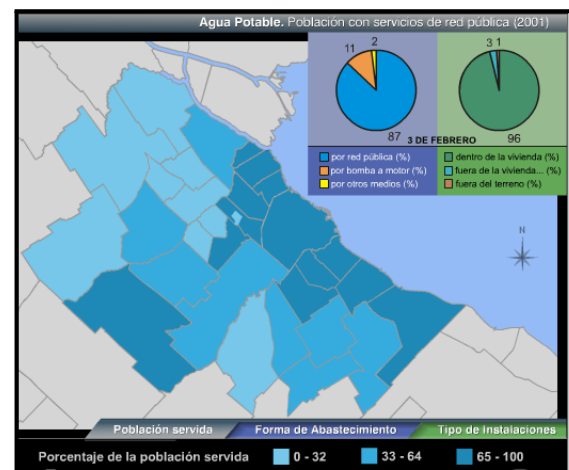 Agua Potable. Población con servicios de red pública (2001)
2
11
87
3 1
96
3 DE FEBRERO
por red pública (%)
por bomba a motor (%)
por otros medios (%)
dentro de la vivienda (%)
fuera de la vivienda... (%)
fuera del terreno (%)
N
Población servida
Forma de Abastecimiento
Tipo de Instalaciones
Porcentaje de la población servida
0 - 32
33 - 64
65 - 100